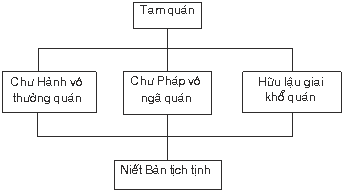 Tam quán
Chư Hành vô
thường quán
Chư Pháp vô
ngã quán
Hữu lậu giai
khổ quán
Niết Bàn tịch tịnh